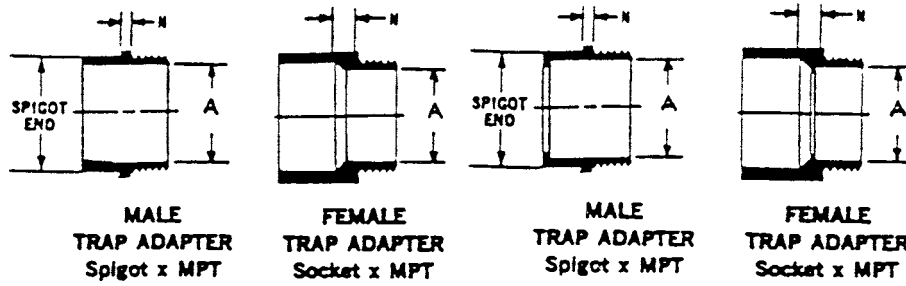 N
N
N
N
SPIGOT
END
A
A
SPIGOT
END
A
A
MALE
TRAP ADAPTER
Spigot x MPT
FEMALE
TRAP ADAPTER
Socket x MPT
MALE
TRAP ADAPTER
Spigot x MPT
FEMALE
TRAP ADAPTER
Socket x MPT